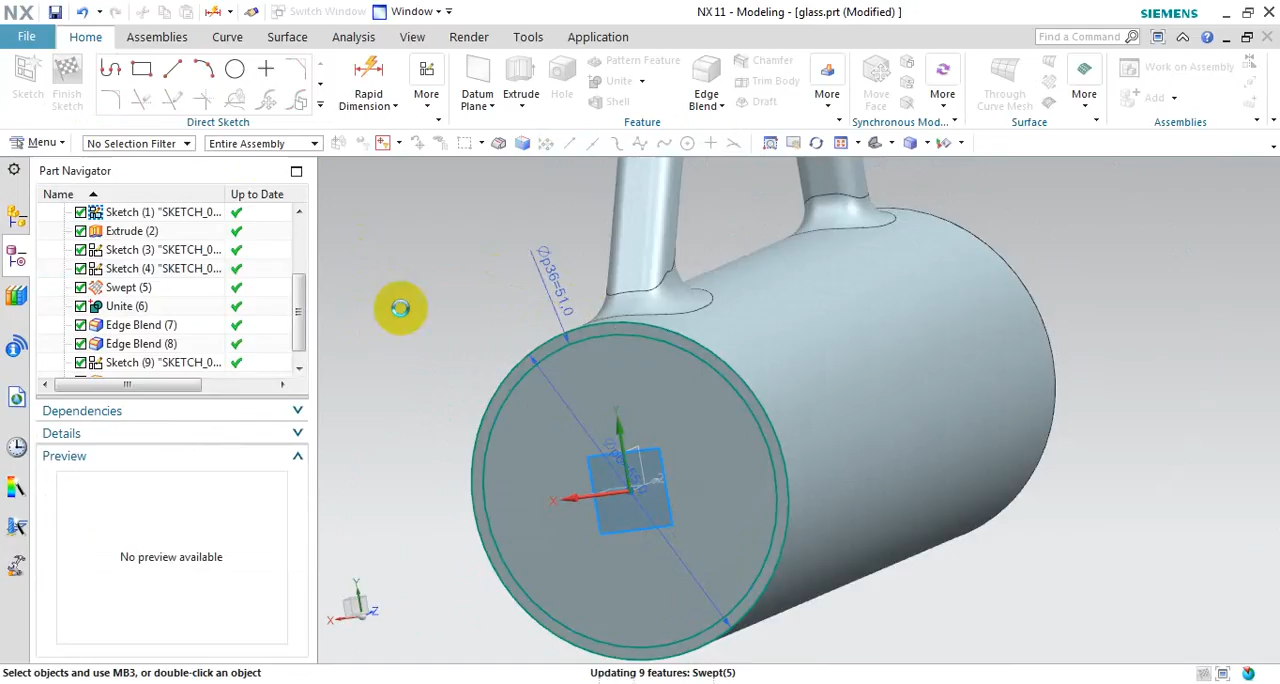 NX Switch Window Window NX 11 - Modeling - [glass.prt (Modified) ] SIEMENS
File Home Assemblies Curve Surface Analysis View Render Tools Application Find a Command
Sketch Finish Sketch Rapid Dimension More Datum Plane Extrude Hole Pattern Feature Unite Shell Edge Blend Chamfer Trim Body Draft More Move Face More Through Curve Mesh More Work on Assembly Add
Direct Sketch Feature Synchronous Mod... Surface Assemblies
Menu No Selection Filter Entire Assembly
Part Navigator
Name Up to Date
Sketch (1) "SKETCH_0...
Extrude (2)
Sketch (3) "SKETCH_0...
Sketch (4) "SKETCH_0...
Swept (5)
Unite (6)
Edge Blend (7)
Edge Blend (8)
Sketch (9) "SKETCH_0...
Dependencies
Details
Preview
No preview available
Øp36=51.0
Y
X
Y
X
Z
Select objects and use MB3, or double-click an object Updating 9 features: Swept(5)